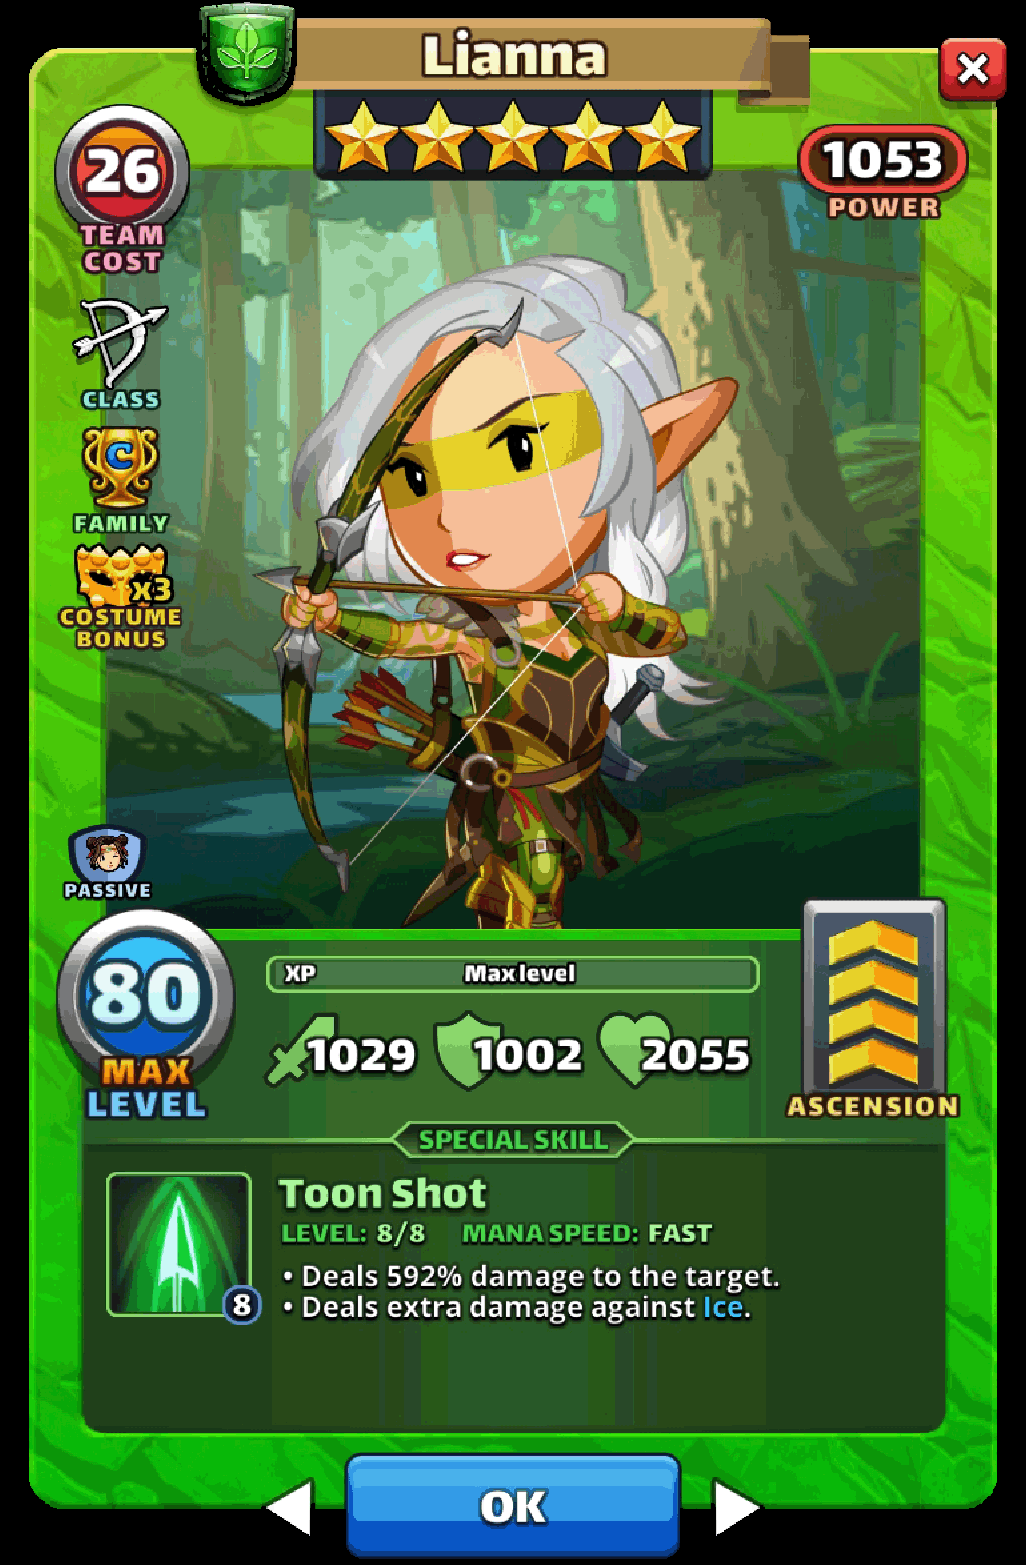 Lianna
26
TEAM
COST
1053
POWER
CLASS
C
FAMILY
x3
COSTUME
BONUS
PASSIVE
80
MAX
LEVEL
XP Max level
1029 1002 2055
ASCENSION
SPECIAL SKILL
Toon Shot
LEVEL: 8/8 MANA SPEED: FAST
8
• Deals 592% damage to the target.
• Deals extra damage against Ice.
OK